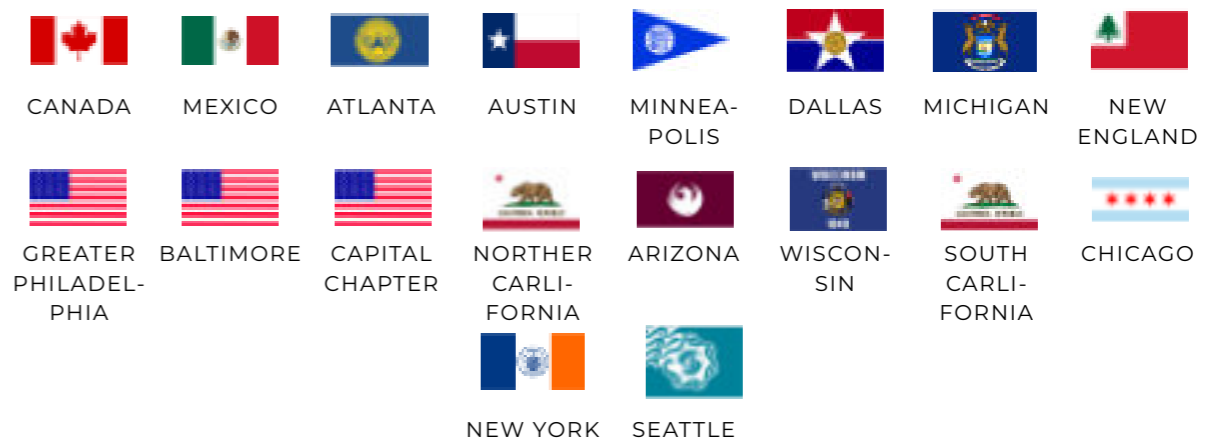 CANADA MEXICO ATLANTA AUSTIN MINNEA- DALLAS MICHIGAN NEW
POLIS ENGLAND
GREATER BALTIMORE CAPITAL NORTHER ARIZONA WISCON- SOUTH CHICAGO
PHILADEL- CHAPTER CARLI- SIN CARLI-
PHIA FORNIA FORNIA
NEW YORK SEATTLE